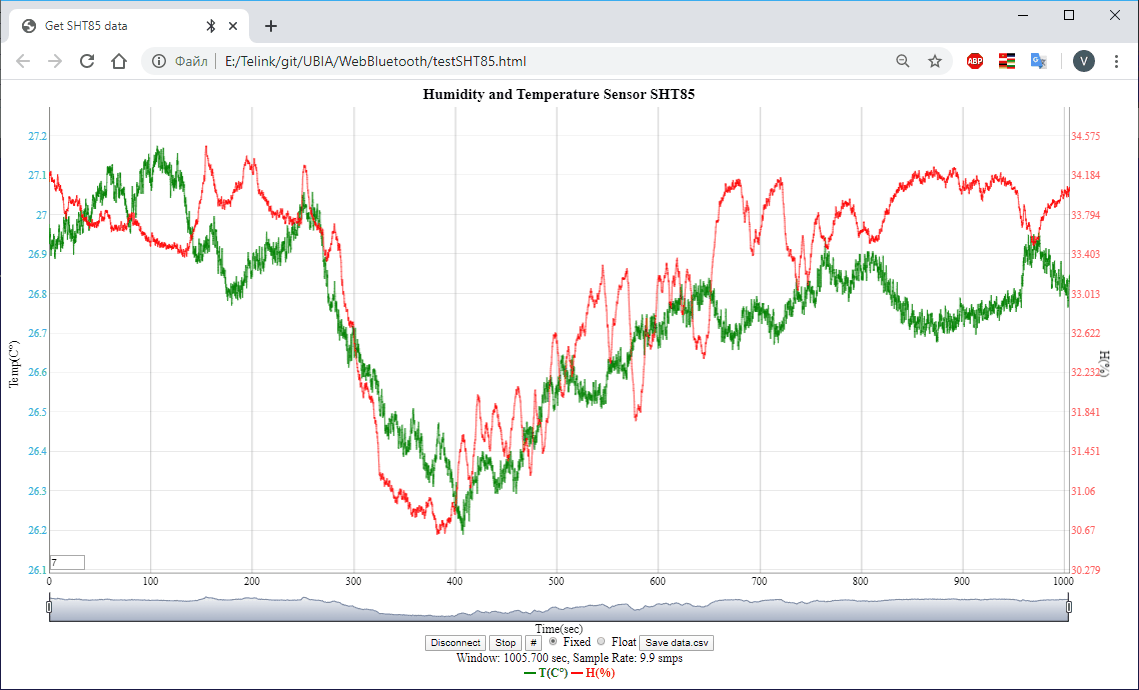 Get SHT85 data
Файл E:/Telink/git/UBIA/WebBluetooth/testSHT85.html
ABP
V
Humidity and Temperature Sensor SHT85
27.2
27.1
27
26.9
26.8
26.7
26.6
26.5
26.4
26.3
26.2
26.1
Temp(C°)
34.575
34.184
33.794
33.403
33.013
32.622
32.232
31.841
31.451
31.06
30.67
30.279
H(%)
7
0 100 200 300 400 500 600 700 800 900 1000
Time(sec)
Disconnect Stop # Fixed Float Save data.csv
Window: 1005.700 sec, Sample Rate: 9.9 smps
T(C°) H(%)